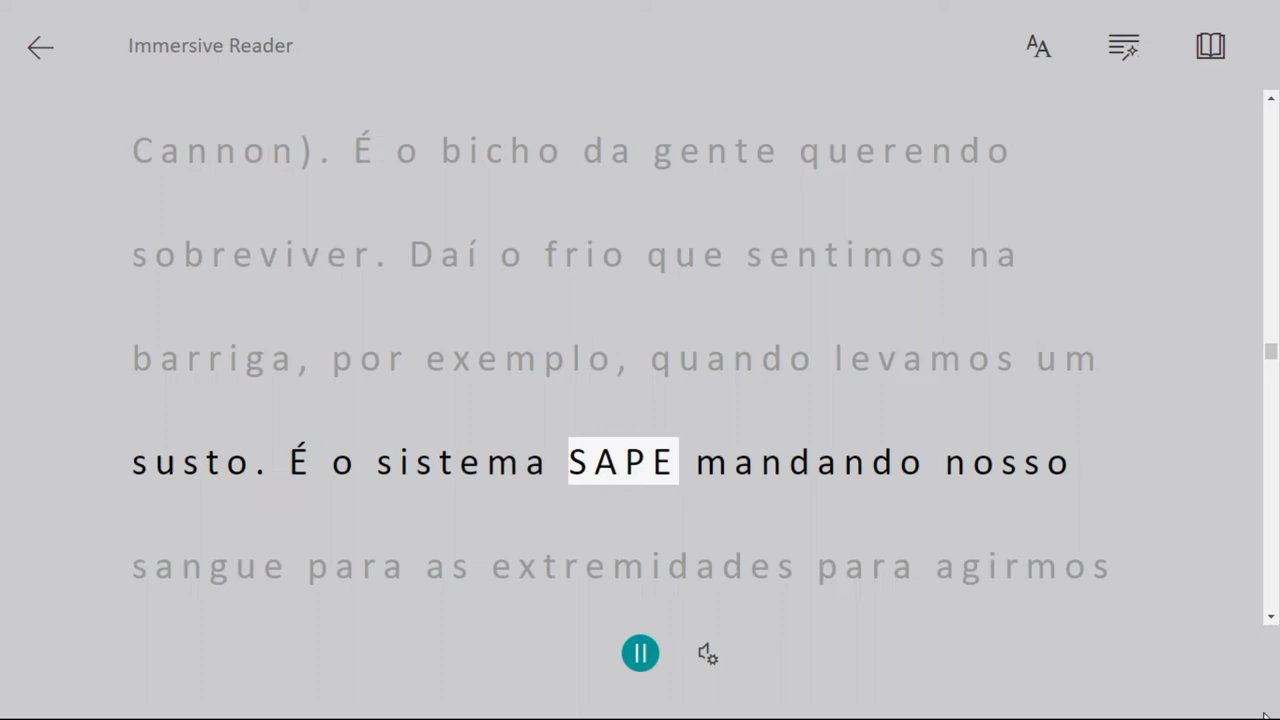 Immersive Reader
Cannon). É o bicho da gente querendo
sobreviver. Daí o frio que sentimos na
barriga, por exemplo, quando levamos um
susto. É o sistema SAPE mandando nosso
sangue para as extremidades para agirmos